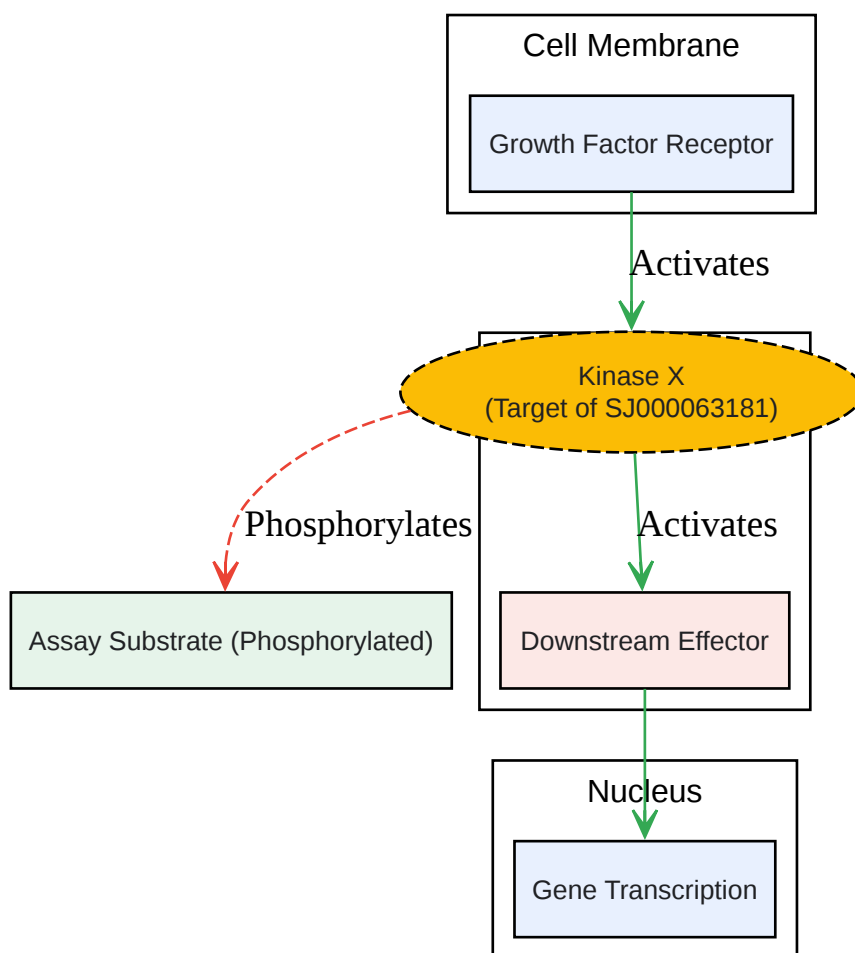 Cell Membrane
Growth Factor Receptor
Activates
Kinase X
(Target of SJ000063181)
Phosphorylates
Activates
Assay Substrate (Phosphorylated)
Downstream Effector
Nucleus
Gene Transcription